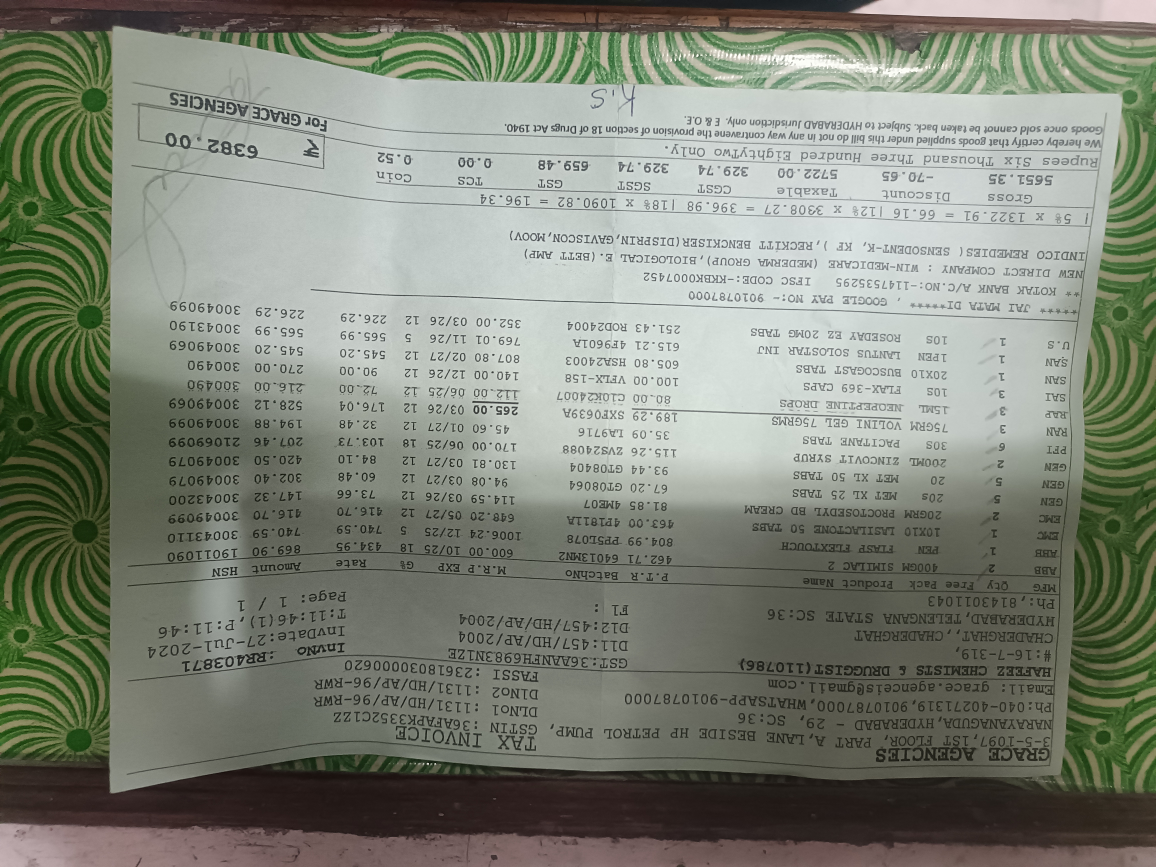 GRACE AGENCIES
3-5-1097,1ST FLOOR, PART A,LANE BESIDE HP PETROL PUMP,
NARAYANAGUDA,HYDERABAD - 29, SC:36
Ph:040-40271319,9010787000,WHATSAPP-9010787000
Email: grace.agenceis@gmail.com
TAX INVOICE
GSTIN :36AFAPK3352C1ZC
DLNo1 :1131/HD/AP/96-RWR
DLNo2 :1131/HD/AP/96-RWR
FASSI :23618030000620
HAFEEZ CHEMISTS & DRUGGIST(110786)
#:16-7-319,
CHADERGHAT,,CHADERGHAT
HYDERABAD,TELENGANA STATE SC:36
Ph:,8143011043
GST:36AANFH6983N1ZE
D11:457/HD/AP/2004
D12:457/HD/AP/2004
Fl :
InvNo :RR403871
InvDate:27-Jul-2024
T:11:46(1),P:11:46
Page: 1 / 1
MFG Qty Free Pack Product Name P.T.R BatchNo M.R.P EXP G% Rate Amount HSN
ABB 2 400GM SIMILAC 2 462.71 64013MN2 600.00 10/25 18 434.95 869.90 19011090
ABB 1 PEN FIASP FLEXTOUCH 804.99 PP5L078 1006.24 12/25 5 740.59 740.59 30043110
EMC 1 10X10 LASILACTONE 50 TABS 463.00 4P1811A 648.20 05/27 12 416.70 416.70 30049099
EMC 2 20GRM PROCTOSEDYL BD CREAM 81.85 4ME07 114.59 03/26 12 73.66 147.32 30043200
GEN 5 20s MET XL 25 TABS 67.20 GT08064 94.08 03/27 12 60.48 302.40 30049079
GEN 5 20 MET XL 50 TABS 93.44 GT08404 130.81 03/27 12 84.10 420.50 30049079
GEN 2 200ML ZINCOVIT SYRUP 115.26 ZVS24088 170.00 06/25 18 103.73 207.46 21069099
PFI 6 30S PACITANE TABS 35.09 LA9716 45.60 01/27 12 32.48 194.88 30049099
RAN 3 75GRM VOLINI GEL 75GRMS 189.29 SXF0639A 265.00 03/26 12 176.04 528.12 30049069
RAP 3 15ML NEOPEPTINE DROPS 80.00 C1OK24007 112.00 06/25 12 72.00 216.00 300490
SAI 3 10S FLAX-369 CAPS 100.00 VFLX-158 140.00 12/26 12 90.00 270.00 300490
SAN 1 20X10 BUSCOGAST TABS 605.80 HSA24003 807.80 02/27 12 545.20 545.20 30049069
SAN 1 1PEN LANTUS SOLOSTAR INJ 615.21 4F1601A 769.01 11/26 5 565.99 565.99 30043190
U.S 1 10S ROSEDAY EZ 20MG TABS 251.43 ROD24004 352.00 03/26 12 226.29 226.29 30049099
***** JAI MATA DI***** , GOOGLE PAY NO:- 9010787000
** KOTAK BANK A/C.NO:-1147535295 IFSC CODE:-KKBK0007452
NEW DIRECT COMPANY : WIN-MEDICARE (MEDERMA GROUP),BIOLOGICAL E.(BETT AMP)
INDICO REMEDIES( SENSODENT-K, KF ),RECKITT BENCKISER(DISPRIN,GAVISCON,MOOV)
| 5% x 1322.91 = 66.16 |12% x 3308.27 = 396.98 |18% x 1090.82 = 196.34
Gross Discount Taxable CGST SGST GST TCS Coin
5651.35 -70.65 5722.00 329.74 329.74 659.48 0.00 0.52
Rupees Six Thousand Three Hundred EightyTwo Only.
₹ 6382.00
We hereby certify that goods supplied under this bill do not in any way contravene the provision of section 18 of Drugs Act 1940.
Goods once sold cannot be taken back. Subject to HYDERABAD Jurisdiction only. E & O.E.
For GRACE AGENCIES
K.S